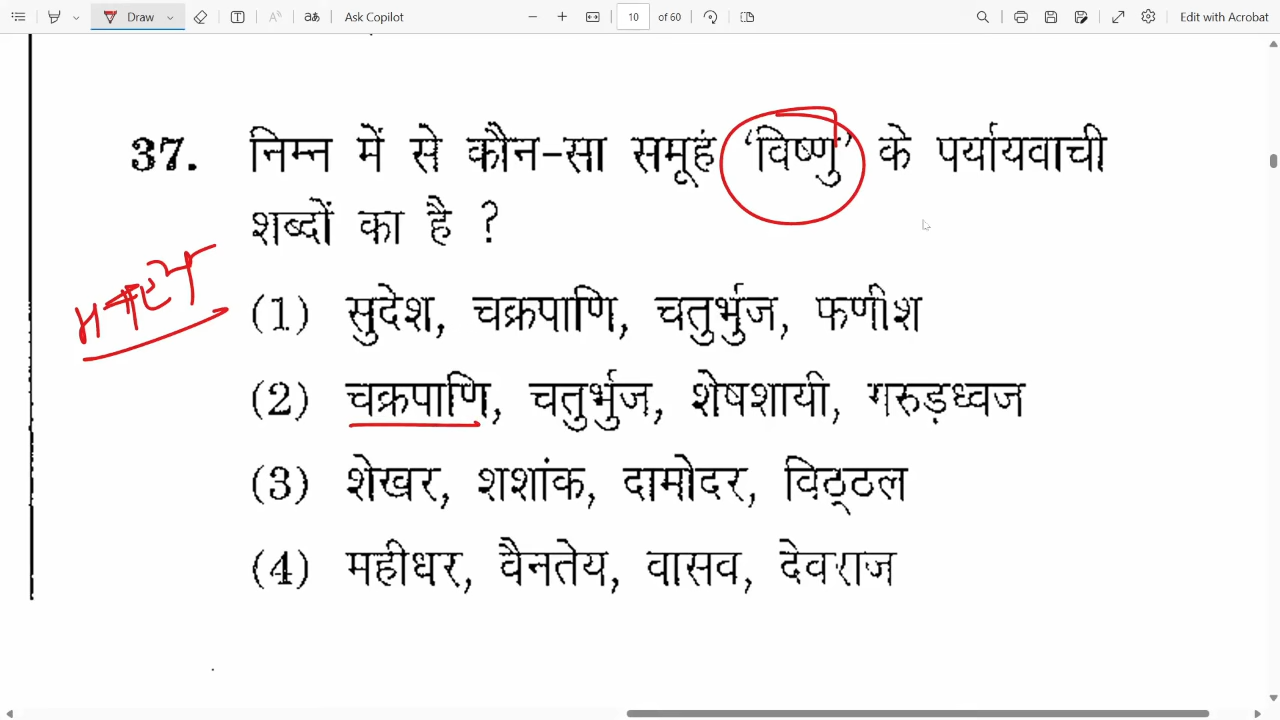 Draw
Ask Copilot
10 of 60
Edit with Acrobat
37. निम्न में से कौन-सा समूहं ‘विष्णु’ के पर्यायवाची
शब्दों का है ?
(1) सुदेश, चक्रपाणि, चतुर्भुज, फणीश
(2) चक्रपाणि, चतुर्भुज, शेषशायी, गरुड़ध्वज
(3) शेखर, शशांक, दामोदर, विठ्ठल
(4) महीधर, वैनतेय, वासव, देवराज